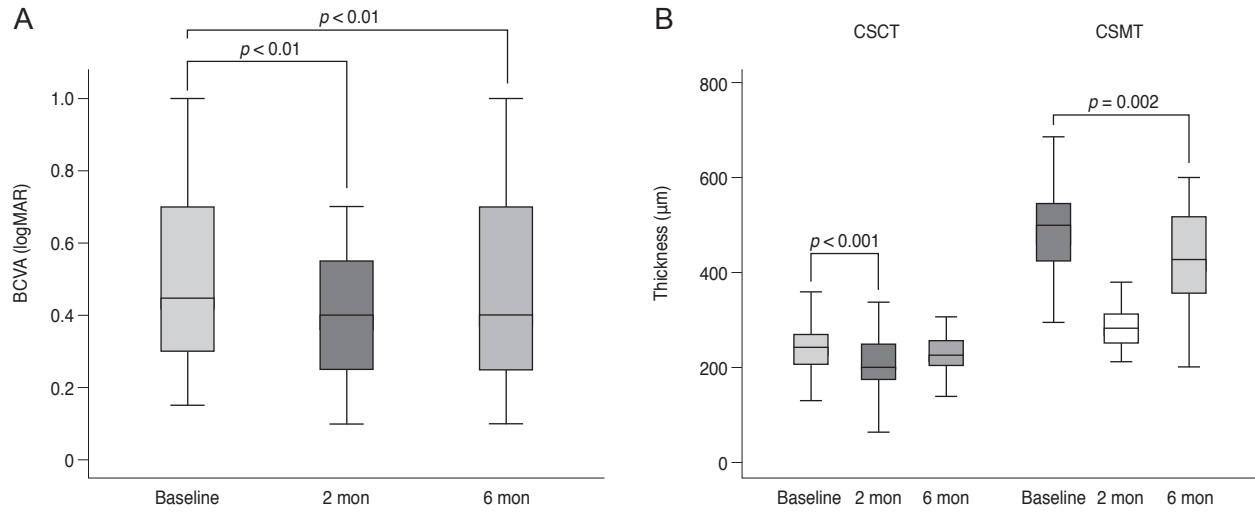 A
p < 0.01
p < 0.01
BCVA (logMAR)
1.0
0.8
0.6
0.4
0.2
0
Baseline 2 mon 6 mon
B
CSCT CSMT
Thickness (μm)
800
600
400
200
0
p = 0.002
p < 0.001
Baseline 2 mon 6 mon Baseline 2 mon 6 mon